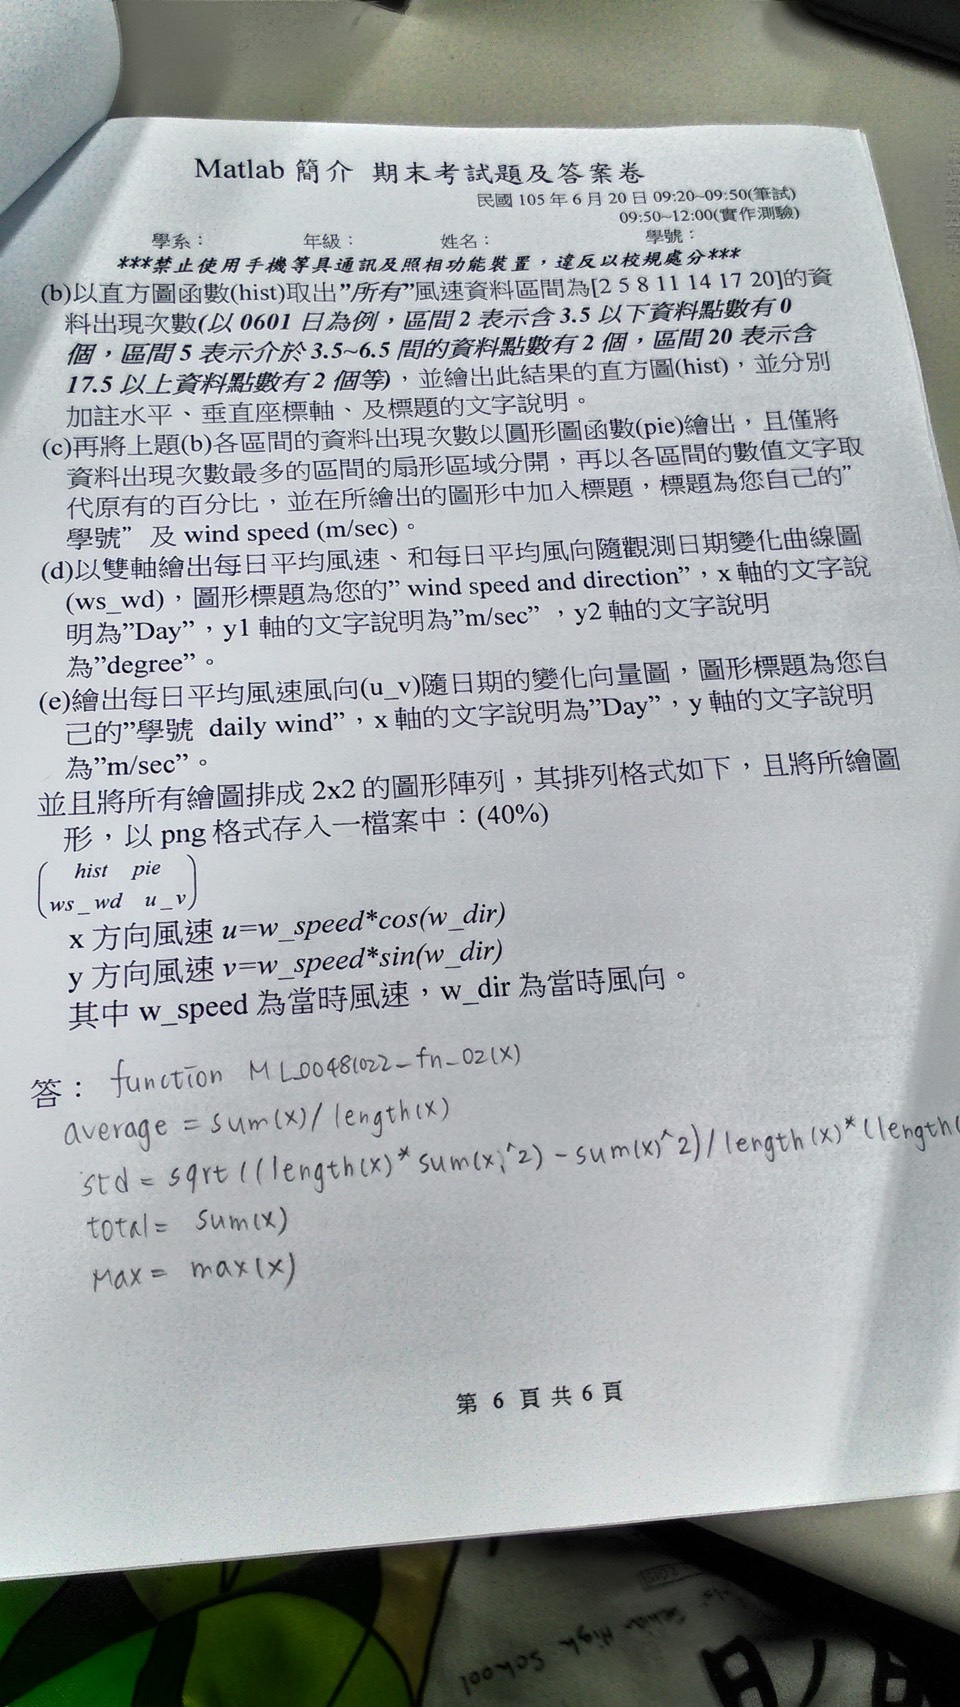 Matlab 簡介 期末考試題及答案卷
民國 105 年 6 月 20 日 09:20~09:50(筆試)
09:50~12:00(實作測驗)
學系： 年級： 姓名： 學號：
***禁止使用手機等具通訊及照相功能裝置，違反以校規處分***
(b)以直方圖函數(hist)取出”所有”風速資料區間為[2 5 8 11 14 17 20]的資
料出現次數(以 0601 日為例，區間 2 表示含 3.5 以下資料點數有 0
個，區間 5 表示介於 3.5~6.5 間的資料點數有 2 個，區間 20 表示含
17.5 以上資料點數有 2 個等)，並繪出此結果的直方圖(hist)，並分別
加註水平、垂直座標軸、及標題的文字說明。
(c)再將上題(b)各區間的資料出現次數以圓形圖函數(pie)繪出，且僅將
資料出現次數最多的區間的扇形區域分開，再以各區間的數值文字取
代原有的百分比，並在所繪出的圖形中加入標題，標題為您自己的”
學號” 及 wind speed (m/sec)。
(d)以雙軸繪出每日平均風速、和每日平均風向隨觀測日期變化曲線圖
(ws_wd)，圖形標題為您的” wind speed and direction”，x 軸的文字說
明為”Day”，y1 軸的文字說明為”m/sec” ，y2 軸的文字說明
為”degree”。
(e)繪出每日平均風速風向(u_v)隨日期的變化向量圖，圖形標題為您自
己的”學號 daily wind”，x 軸的文字說明為”Day”，y 軸的文字說明
為”m/sec”。
並且將所有繪圖排成 2x2 的圖形陣列，其排列格式如下，且將所繪圖
形，以 png 格式存入一檔案中：(40%)
hist pie
ws_wd u_v
x 方向風速 u=w_speed*cos(w_dir)
y 方向風速 v=w_speed*sin(w_dir)
其中 w_speed 為當時風速，w_dir 為當時風向。
答： function ML00481022_fn_02(x)
average = sum(x)/length(x)
std = sqrt((length(x)*sum(x.^2)-sum(x)^2)/length(x)*(length(
total = sum(x)
Max = max(x)
第 6 頁 共 6 頁
High School